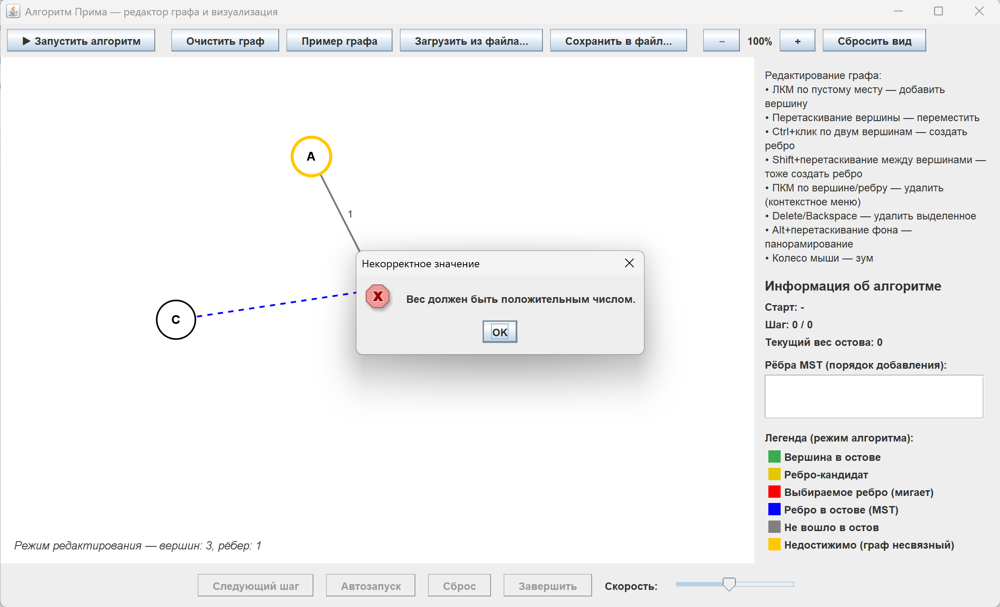 Алгоритм Прима — редактор графа и визуализация
▶ Запустить алгоритм
Очистить граф
Пример графа
Загрузить из файла...
Сохранить в файл...
–
100%
+
Сбросить вид
A
1
C
Некорректное значение
Вес должен быть положительным числом.
OK
Режим редактирования — вершин: 3, рёбер: 1
Редактирование графа:
• ЛКМ по пустому месту — добавить
вершину
• Перетаскивание вершины — переместить
• Ctrl+клик по двум вершинам — создать
ребро
• Shift+перетаскивание между вершинами —
тоже создать ребро
• ПКМ по вершине/ребру — удалить
(контекстное меню)
• Delete/Backspace — удалить выделенное
• Alt+перетаскивание фона —
панорамирование
• Колесо мыши — зум
Информация об алгоритме
Старт: -
Шаг: 0 / 0
Текущий вес остова: 0
Рёбра MST (порядок добавления):
Легенда (режим алгоритма):
Вершина в остове
Ребро-кандидат
Выбираемое ребро (мигает)
Ребро в остове (MST)
Не вошло в остов
Недостижимо (граф несвязный)
Следующий шаг
Автозапуск
Сброс
Завершить
Скорость: